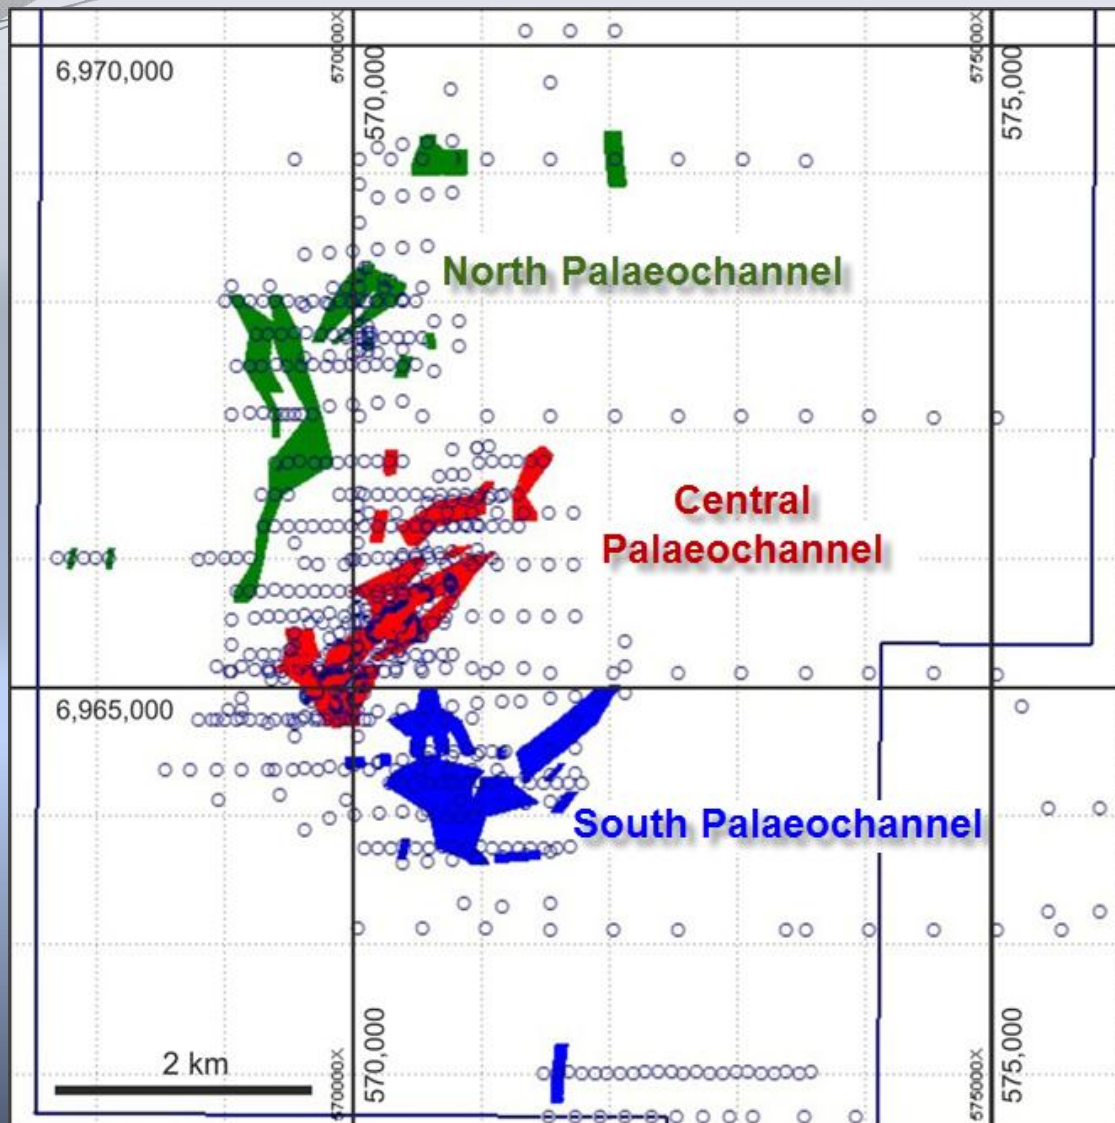 6,970,000
570000X
570,000
575000X
575,000
North Palaeochannel
Central
Palaeochannel
6,965,000
South Palaeochannel
2 km
570000X
570,000
575000X
575,000